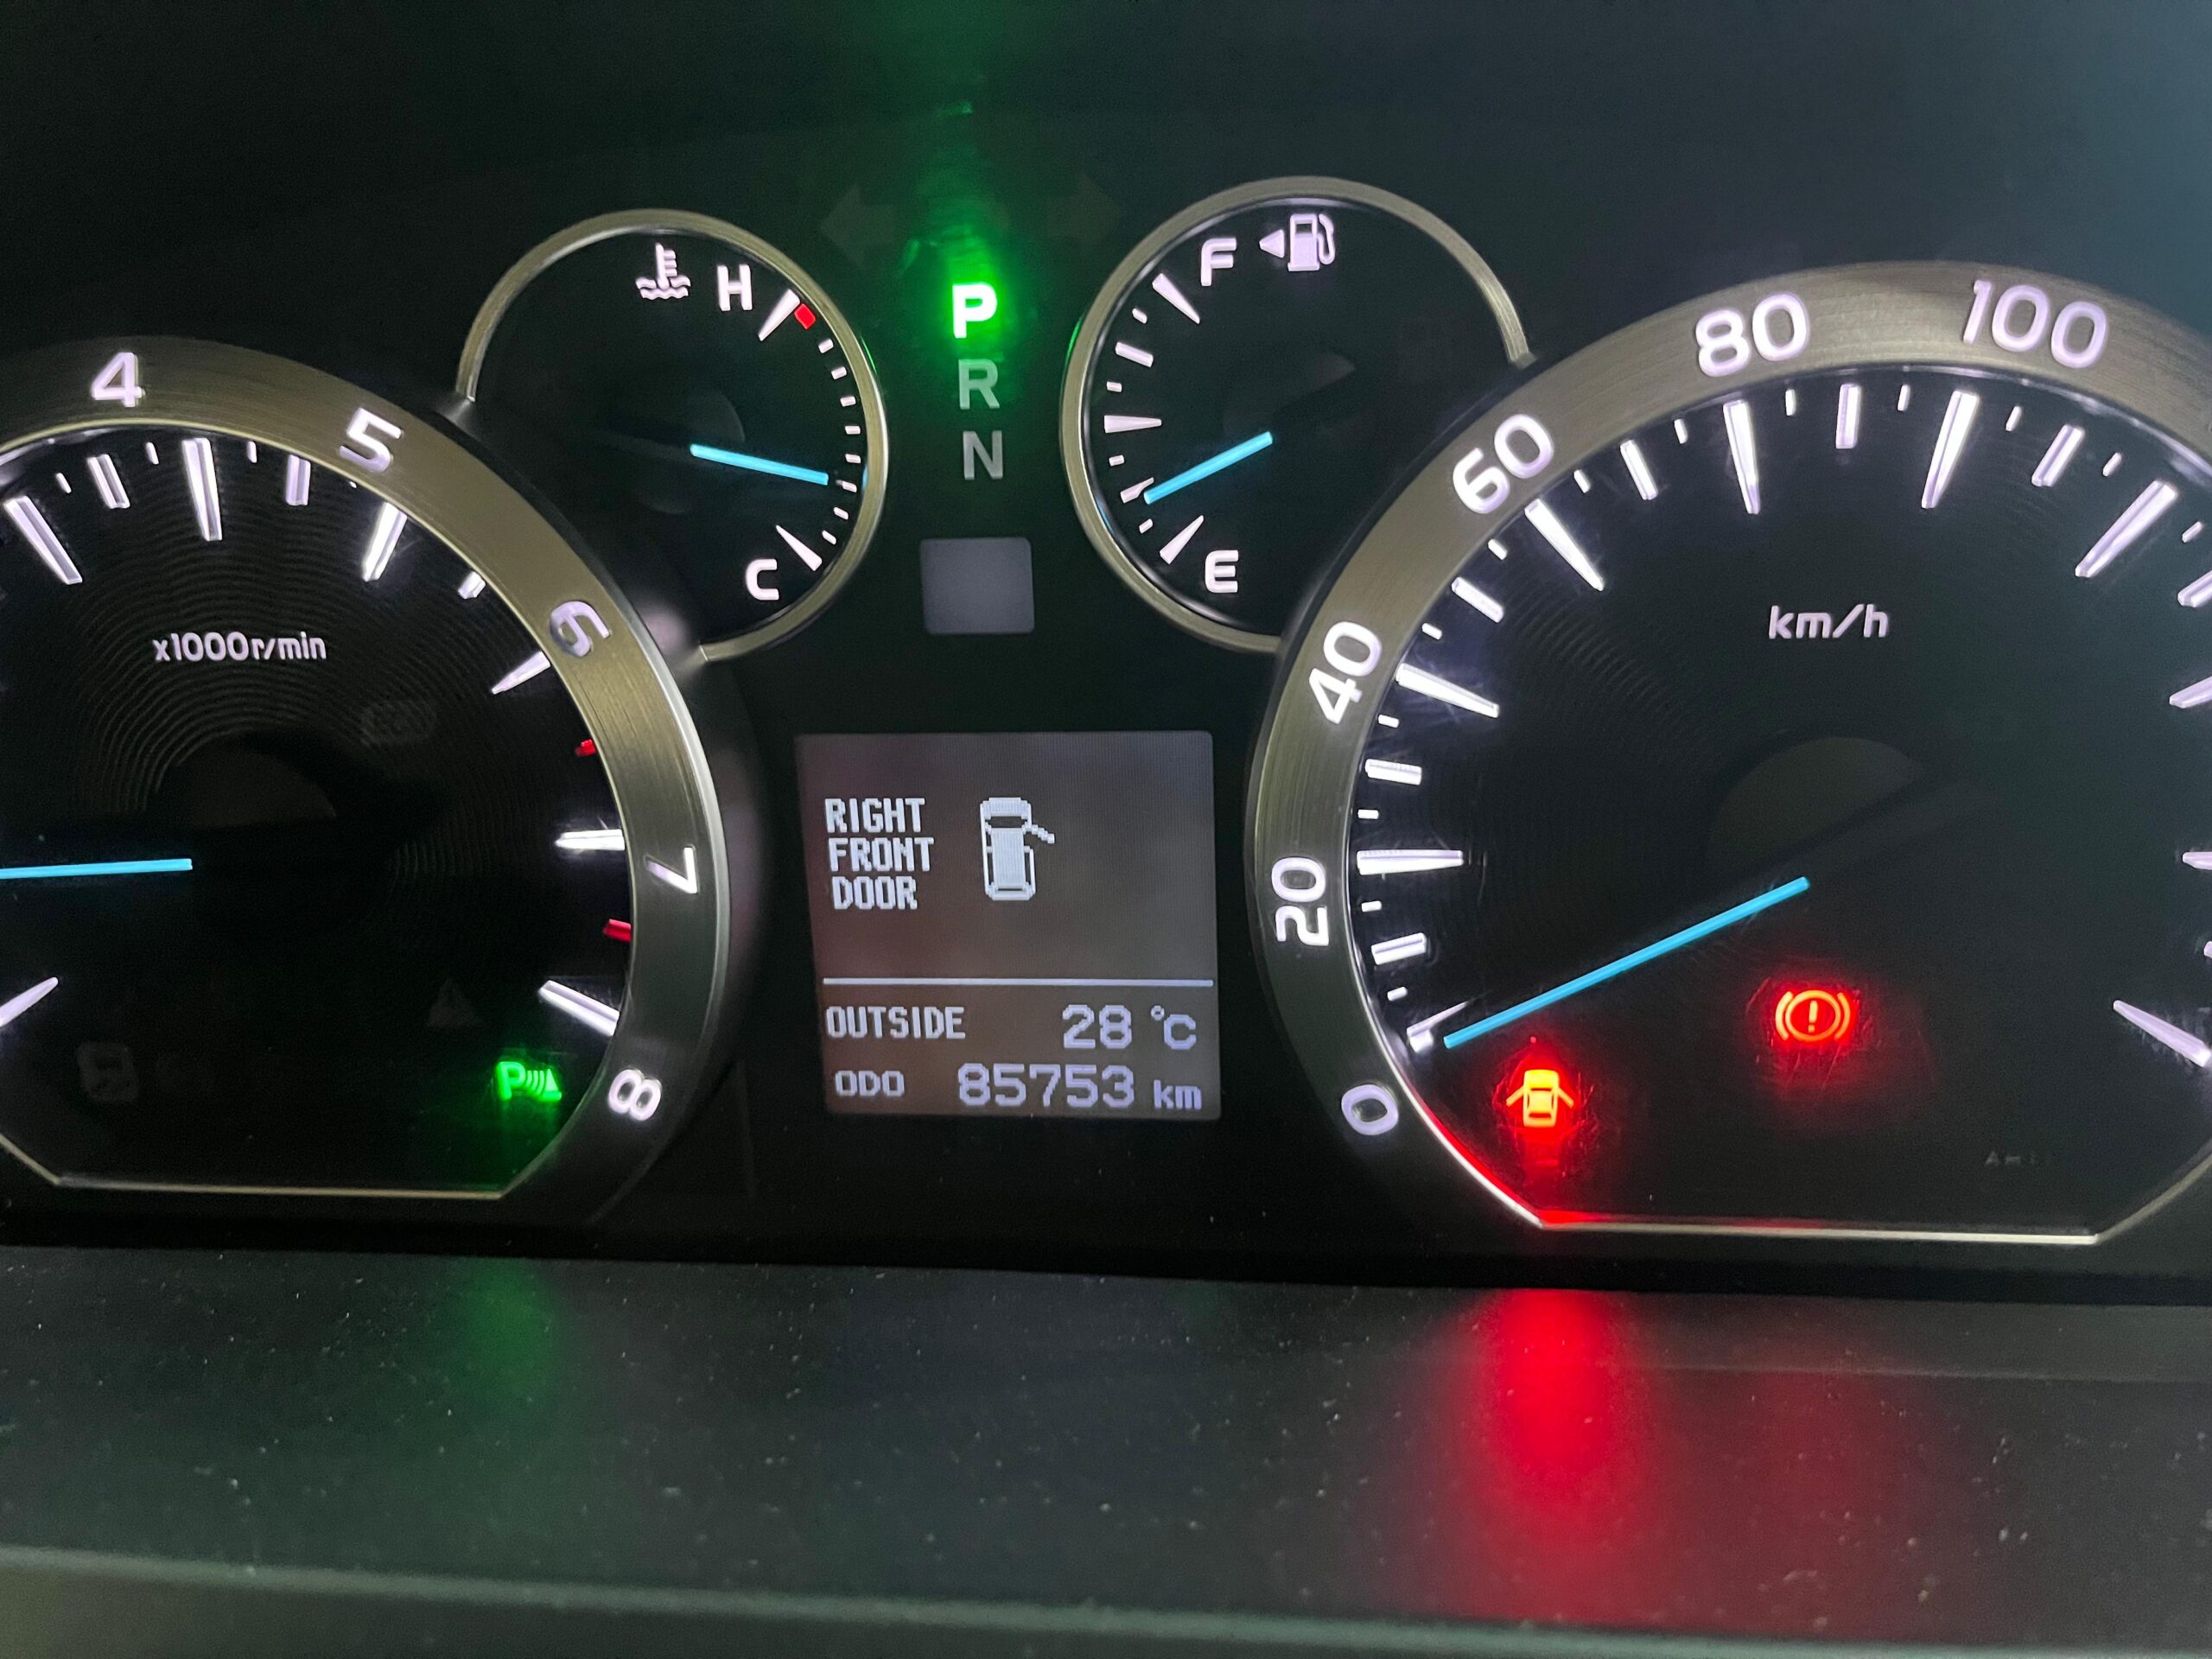 4
5
6
7
8
x1000r/min
H
C
P
R
N
F
E
RIGHT
FRONT
DOOR
OUTSIDE 28 °C
ODO 85753 km
P
0
20
40
60
80
100
km/h